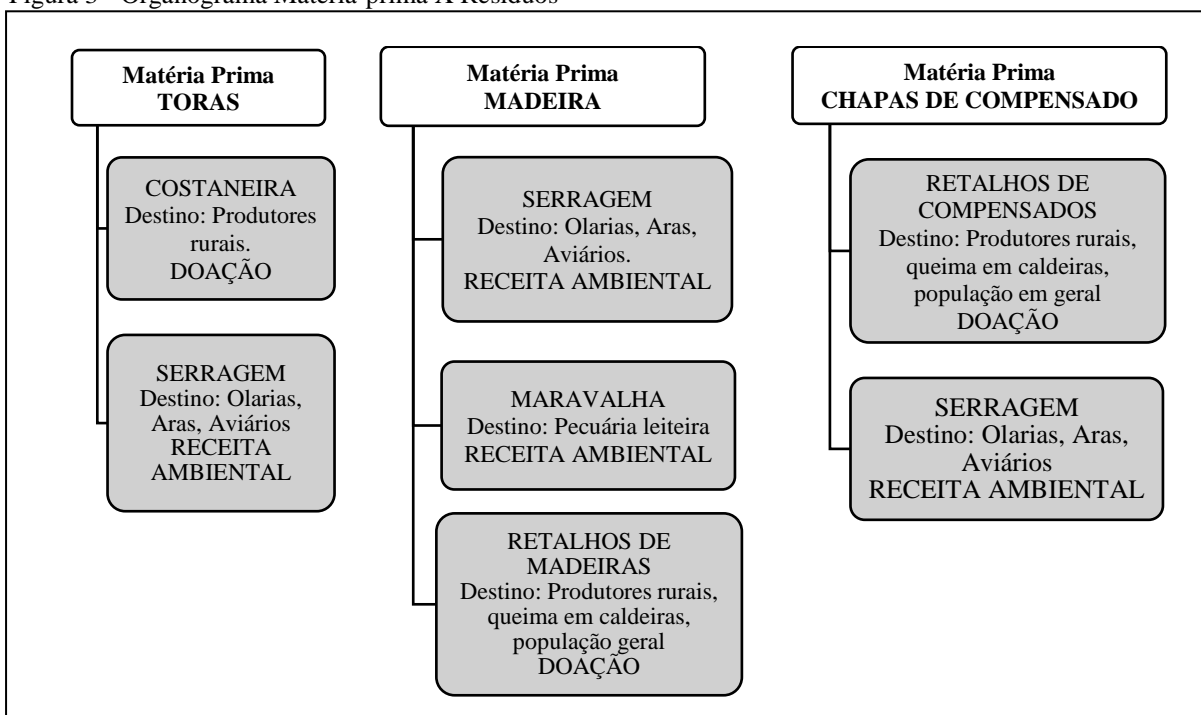 Figura 3 - Organograma Matéria-prima X Resíduos
Matéria Prima
TORAS
COSTANEIRA
Destino: Produtores
rurais.
DOAÇÃO
SERRAGEM
Destino: Olarias,
Aras, Aviários
RECEITA
AMBIENTAL
Matéria Prima
MADEIRA
SERRAGEM
Destino: Olarias, Aras,
Aviários.
RECEITA AMBIENTAL
MARAVALHA
Destino: Pecuária leiteira
RECEITA AMBIENTAL
RETALHOS DE
MADEIRAS
Destino: Produtores rurais,
queima em caldeiras,
população geral
DOAÇÃO
Matéria Prima
CHAPAS DE COMPENSADO
RETALHOS DE
COMPENSADOS
Destino: Produtores rurais,
queima em caldeiras,
população em geral
DOAÇÃO
SERRAGEM
Destino: Olarias, Aras,
Aviários
RECEITA AMBIENTAL